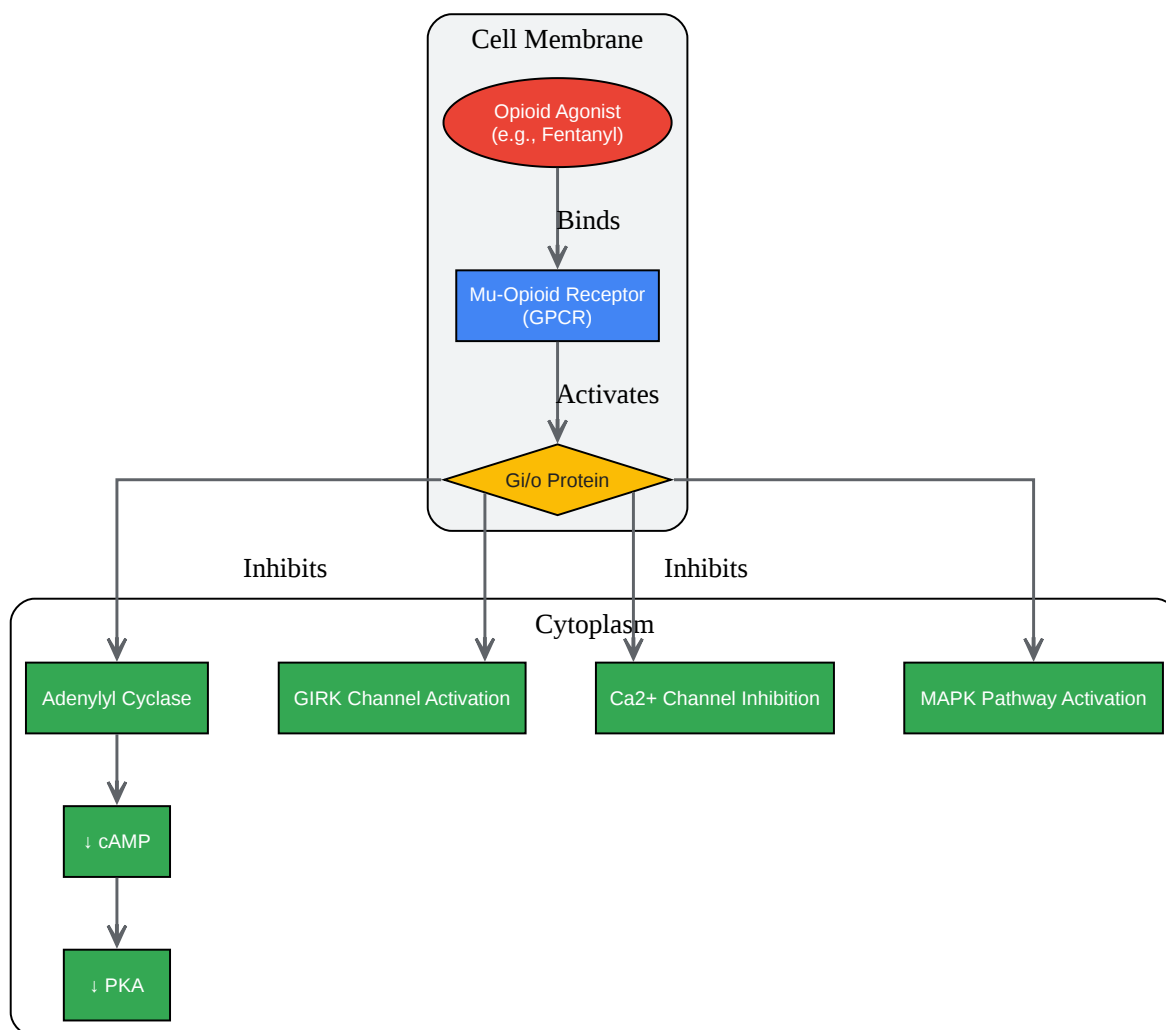 Cell Membrane
Opioid Agonist
(e.g., Fentanyl)
Binds
Mu-Opioid Receptor
(GPCR)
Activates
Gi/o Protein
Inhibits
Inhibits
Cytoplasm
Adenylyl Cyclase
GIRK Channel Activation
Ca2+ Channel Inhibition
MAPK Pathway Activation
↓ cAMP
↓ PKA